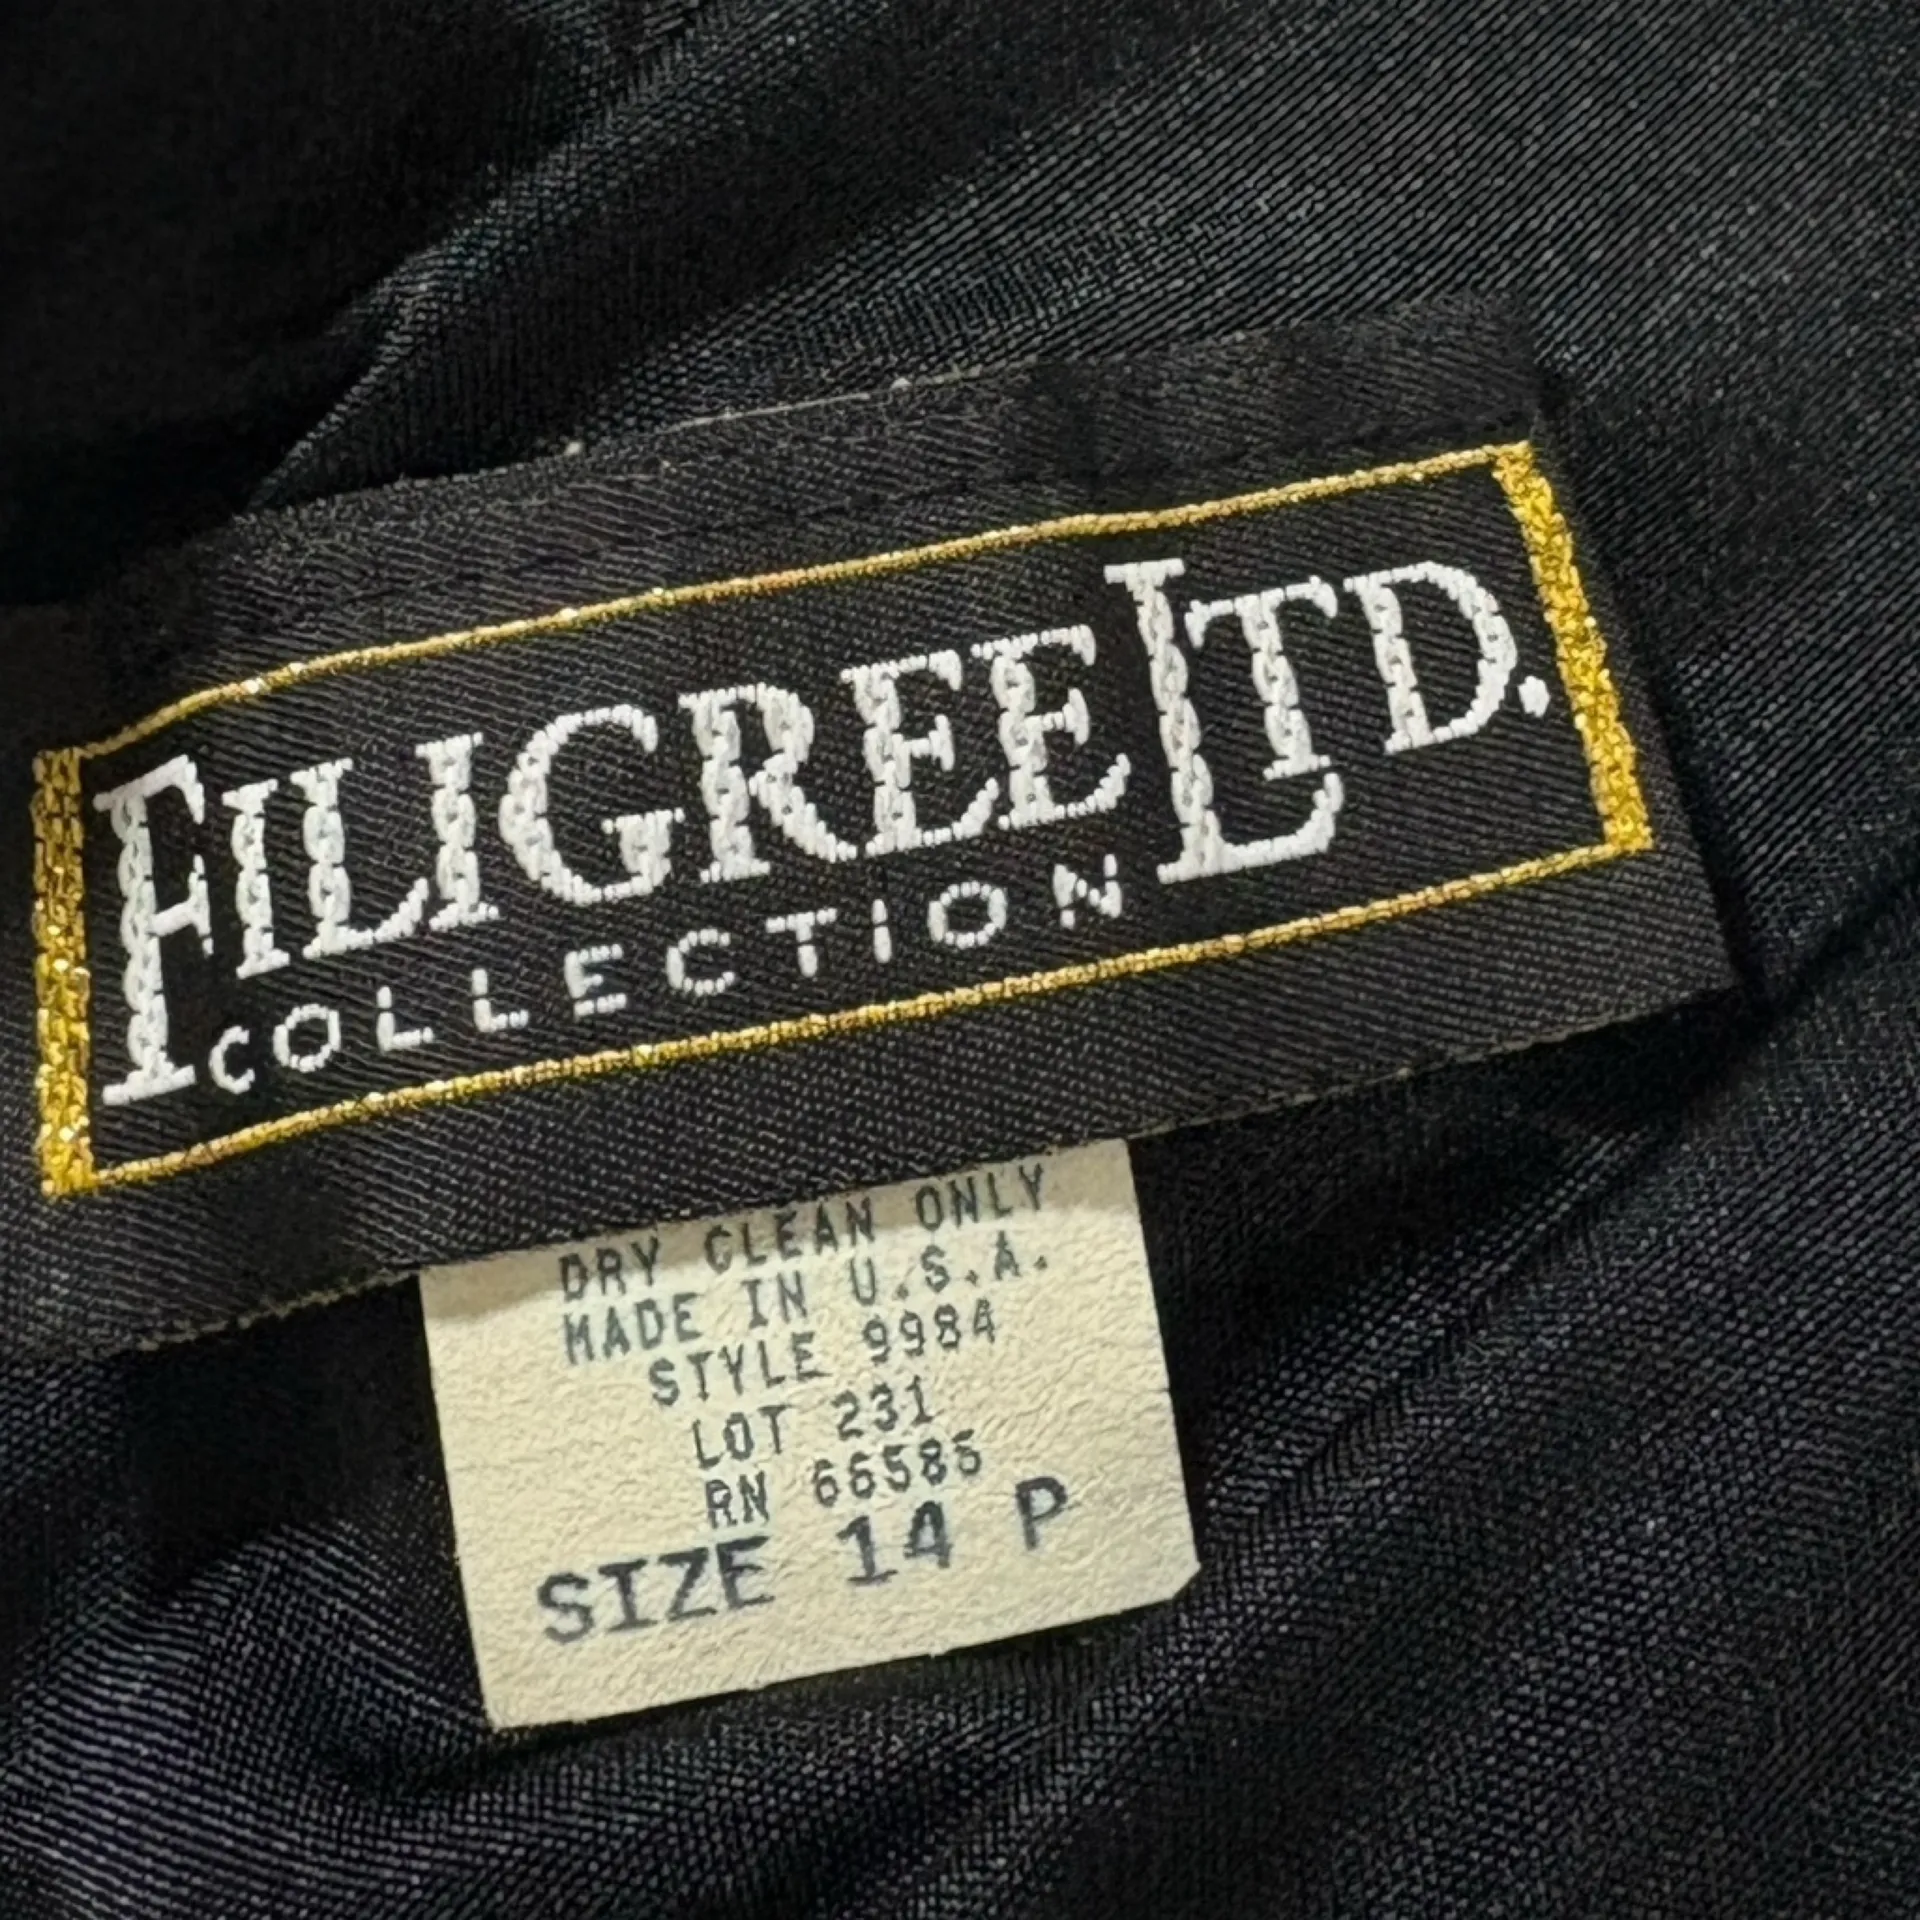 FILIGREE LTD.
COLLECTION
DRY CLEAN ONLY
MADE IN U.S.A.
STYLE 9984
LOT 231
RN 66585
SIZE 14 P